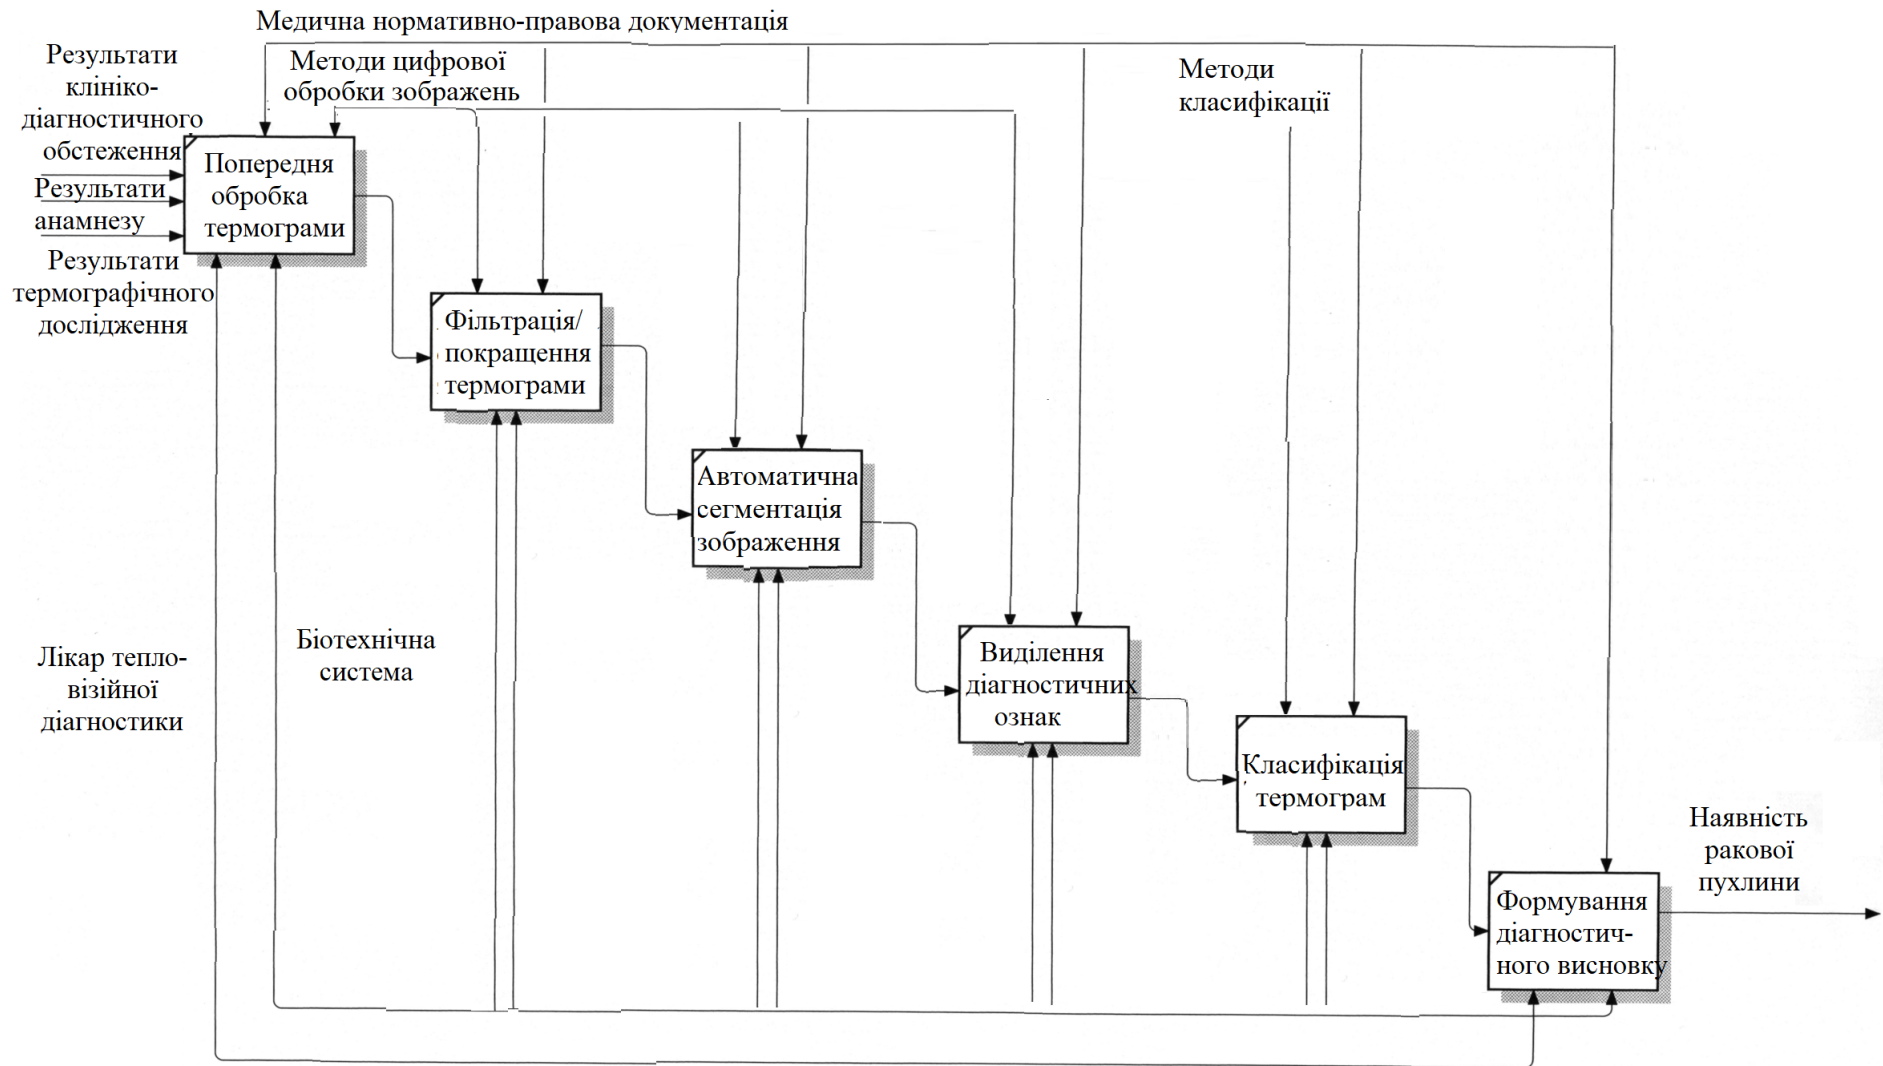 Медична нормативно-правова документація
Результати
клініко-
діагностичного
обстеження
Результати
анамнезу
Результати
термографічного
дослідження
Методи цифрової
обробки зображень
Методи
класифікації
Попередня
обробка
термограми
Фільтрація/
покращення
термограми
Автоматична
сегментація
зображення
Виділення
діагностичних
ознак
Класифікація
термограм
Формування
діагностич-
ного висновку
Лікар тепло-
візійної
діагностики
Біотехнічна
система
Наявність
ракової
пухлини